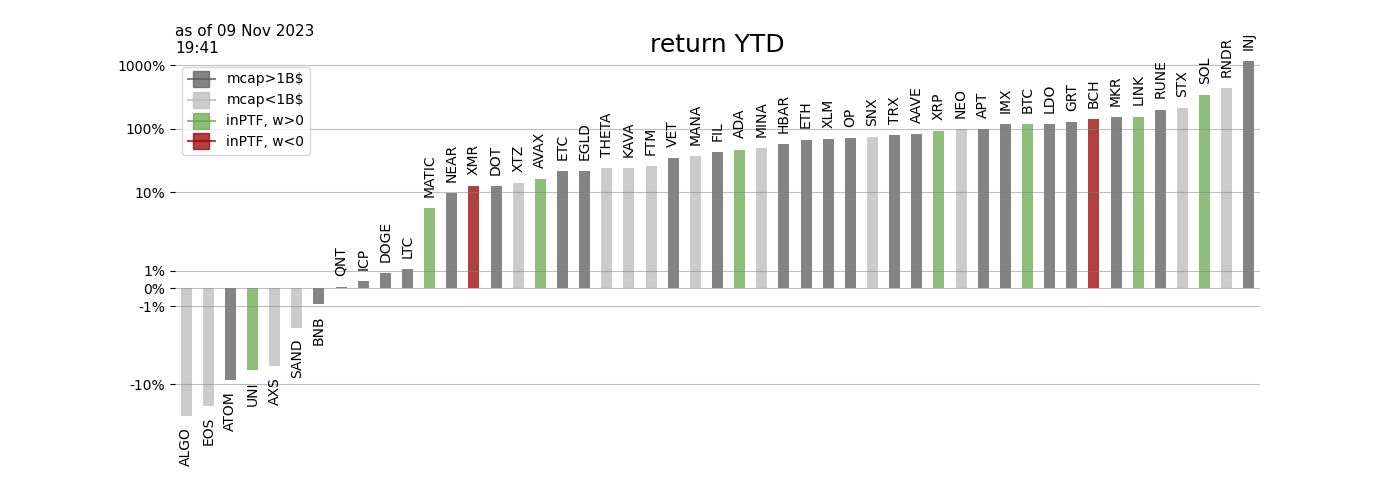 as of 09 Nov 2023
19:41
return YTD
1000%
100%
10%
1%
0%
-1%
-10%
mcap>1B$
mcap<1B$
inPTF, w>0
inPTF, w<0
ALGO
EOS
ATOM
UNI
AXS
SAND
BNB
QNT
ICP
DOGE
LTC
MATIC
NEAR
XMR
DOT
XTZ
AVAX
ETC
EGLD
THETA
KAVA
FTM
VET
MANA
FIL
ADA
MINA
HBAR
ETH
XLM
OP
SNX
TRX
AAVE
XRP
NEO
APT
IMX
BTC
LDO
GRT
BCH
MKR
LINK
RUNE
STX
SOL
RNDR
INJ